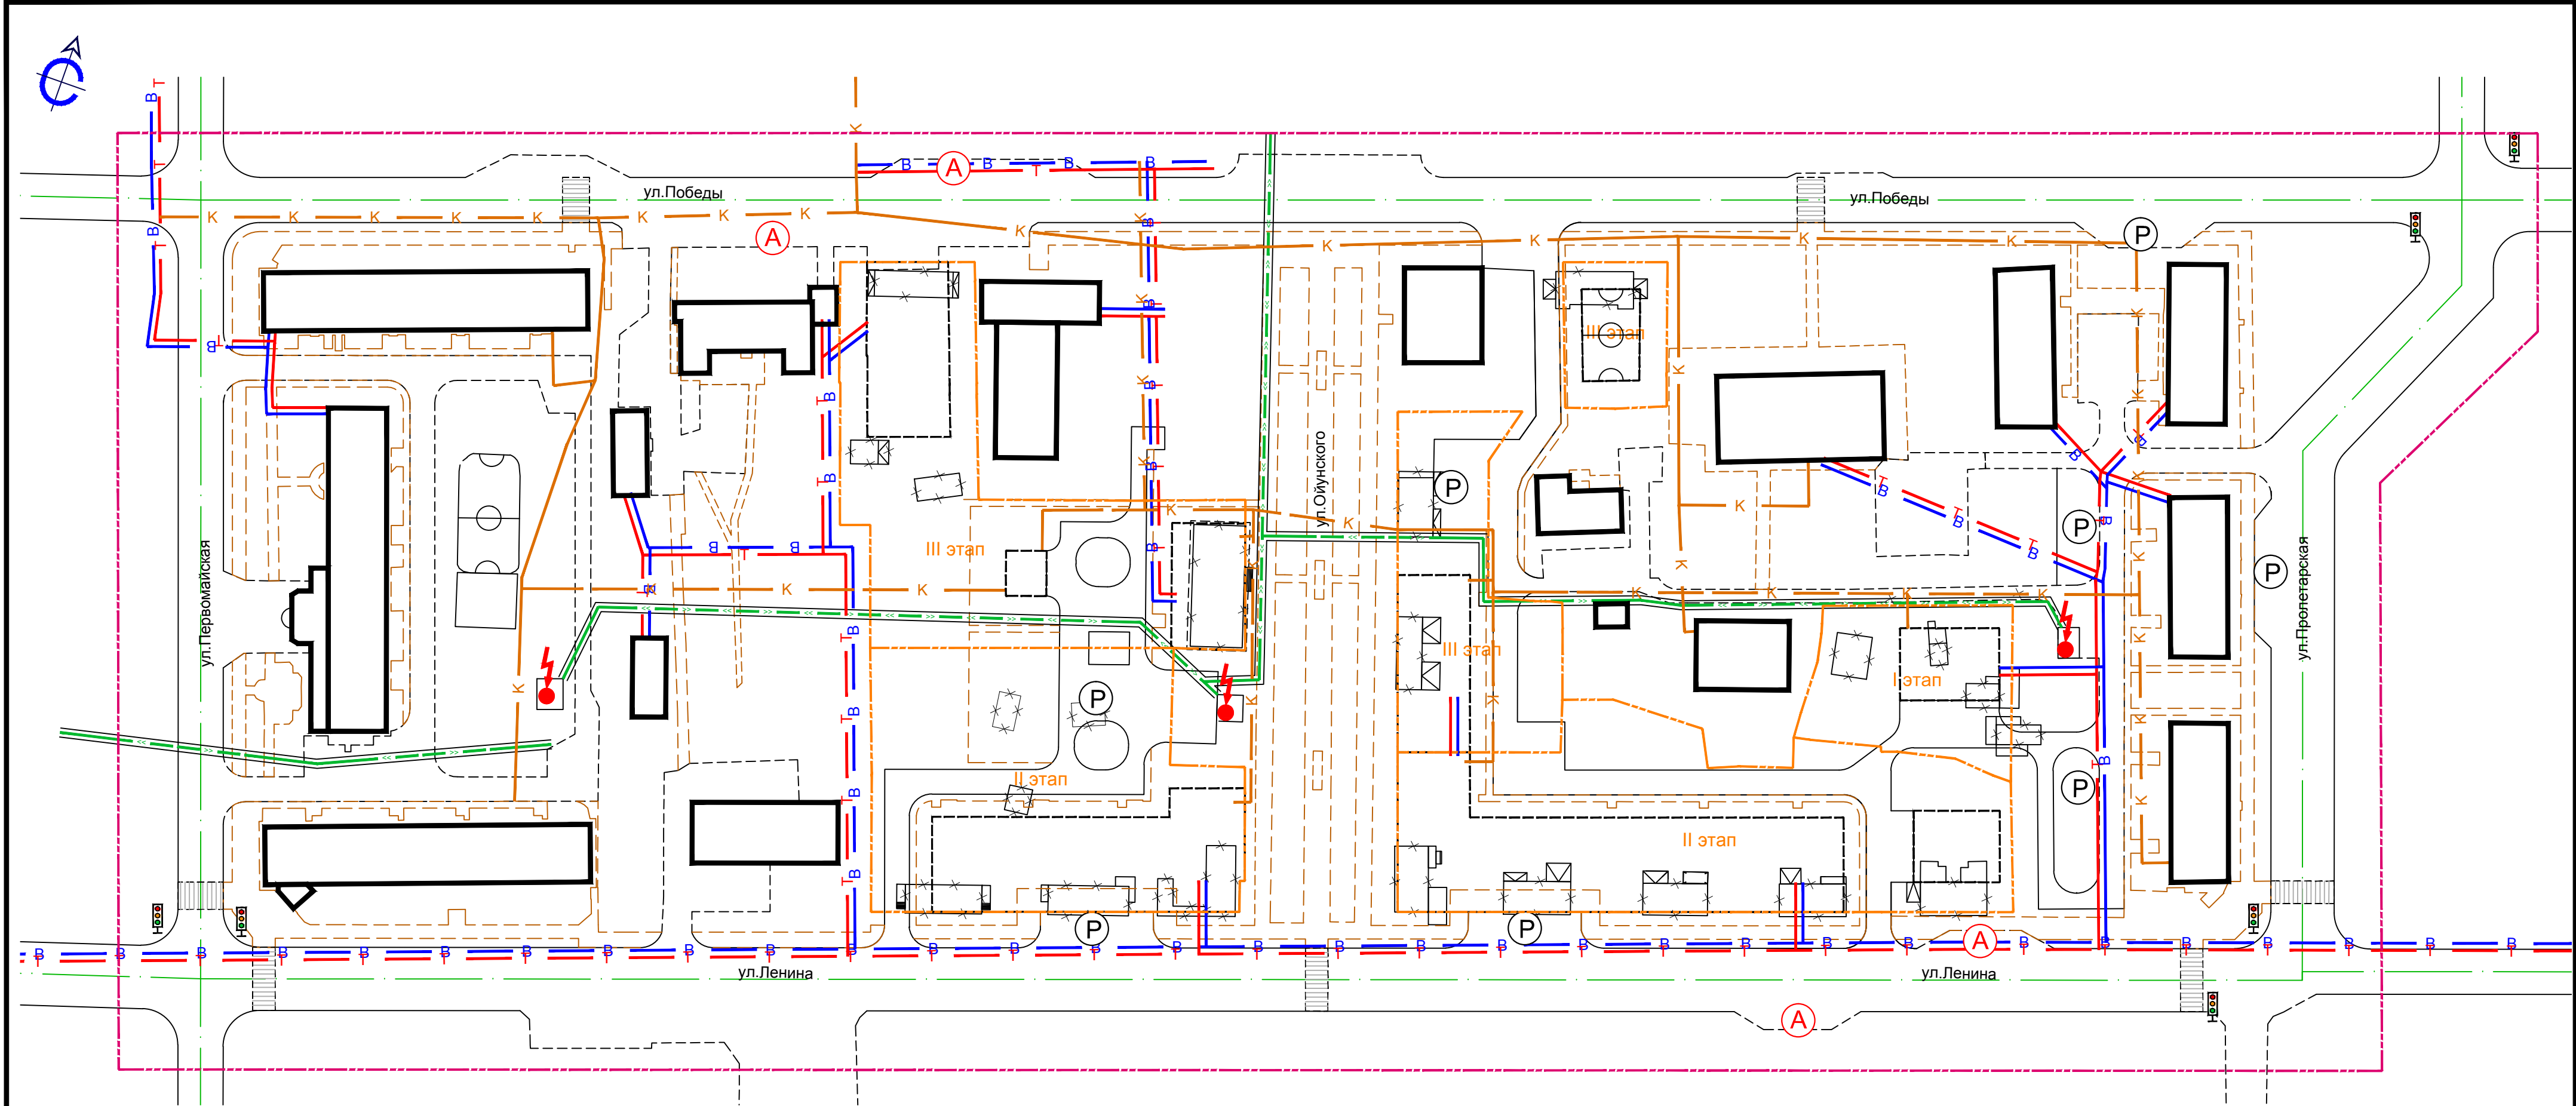 С
В Т
К
Т
В А В В В
Т
ул.Победы
ул.Победы
К К К К К К К К К
К К К К К К
В
А
Р
Т В
III этап
ул.Ойунского
Р
К К К
III этап
Р
Р
ул.Первомайская
ул.Пролетарская
В Т В
К К К К
К К К К
III этап
I этап
Р
II этап
Р
II этап
Р
Р
А
В В В В В В В В В В В В
Т Т Т Т Т Т Т Т Т Т Т Т
ул.Ленина
ул.Ленина
А